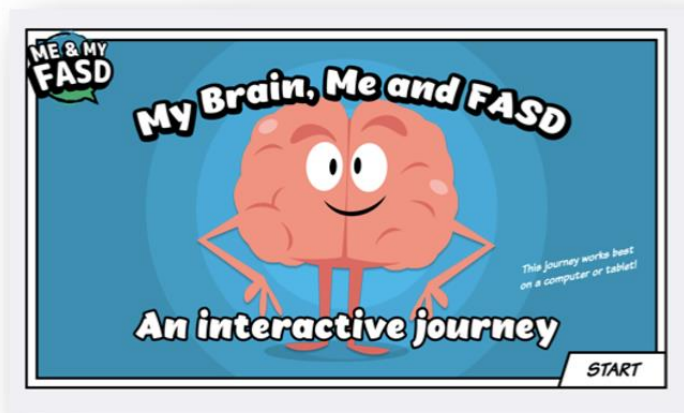 ME & MY
FASD
My Brain, Me and FASD
This journey works best
on a computer or tablet!
An interactive journey
START